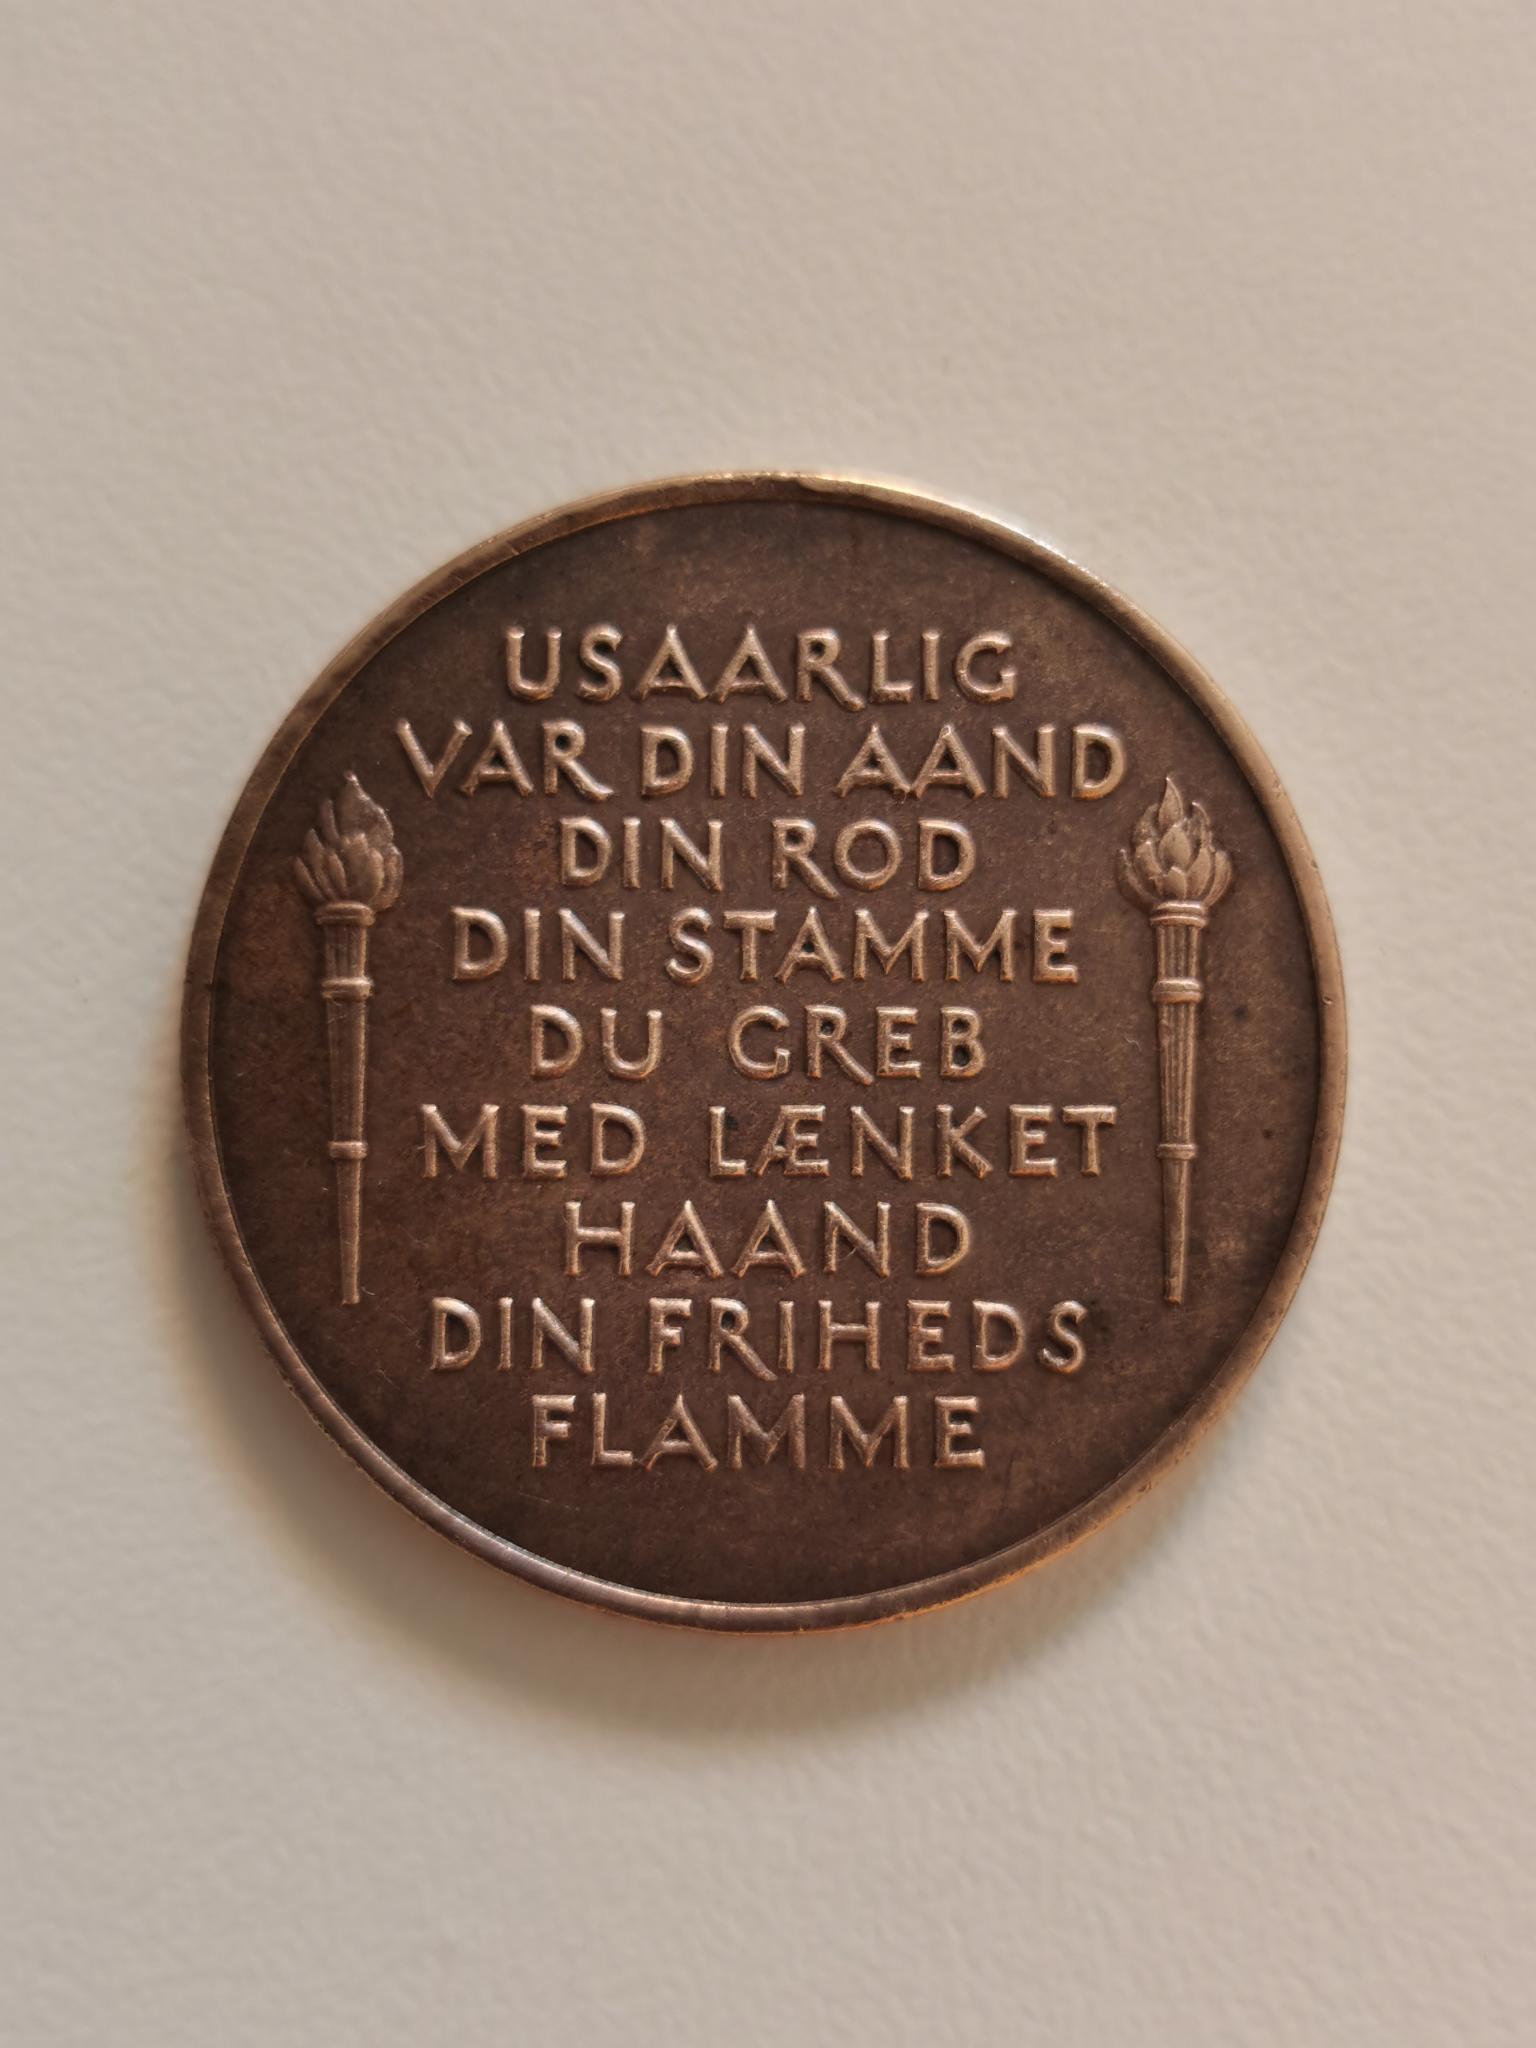 USAARLIG
VAR DIN AAND
DIN ROD
DIN STAMME
DU GREB
MED LÆNKET
HAAND
DIN FRIHEDS
FLAMME